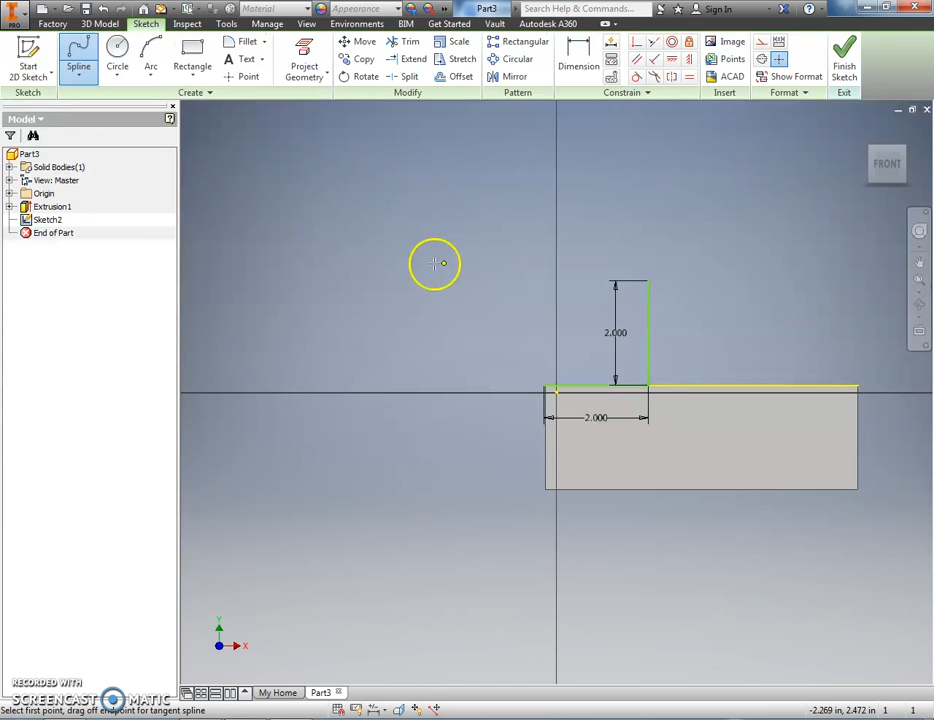 PRO
Material
Appearance
Part3
Search Help & Commands...
Sign In
Factory
3D Model
Sketch
Inspect
Tools
Manage
View
Environments
BIM
Get Started
Vault
Autodesk A360
Start
2D Sketch
Spline
Circle
Arc
Rectangle
Fillet
Text
Point
Project
Geometry
Move
Copy
Rotate
Trim
Extend
Split
Scale
Stretch
Offset
Rectangular
Circular
Mirror
Dimension
Image
Points
ACAD
Show Format
Finish
Sketch
Sketch
Create
Modify
Pattern
Constrain
Insert
Format
Exit
Model
Part3
Solid Bodies(1)
View: Master
Origin
Extrusion1
Sketch2
End of Part
FRONT
2.000
2.000
Y
X
RECORDED WITH
SCREENCAST MATIC
My Home
Part3
Select first point, drag off endpoint for tangent spline
-2.269 in, 2.472 in
1
1